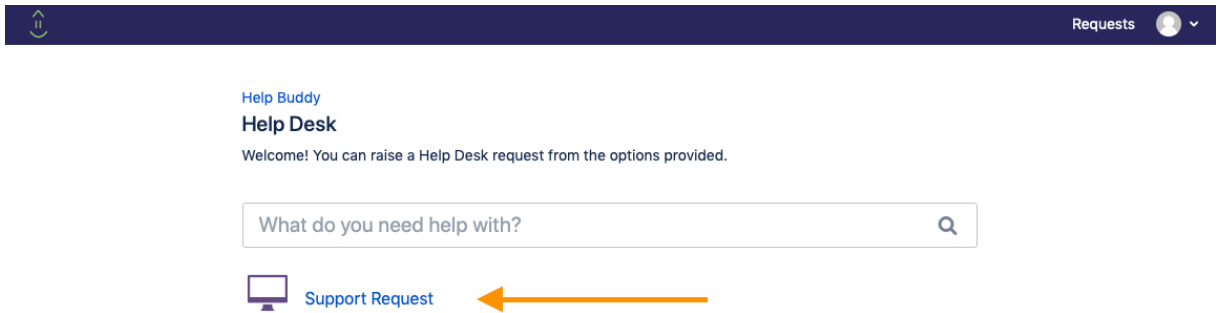 Requests
Help Buddy
Help Desk
Welcome! You can raise a Help Desk request from the options provided.
What do you need help with?
Support Request